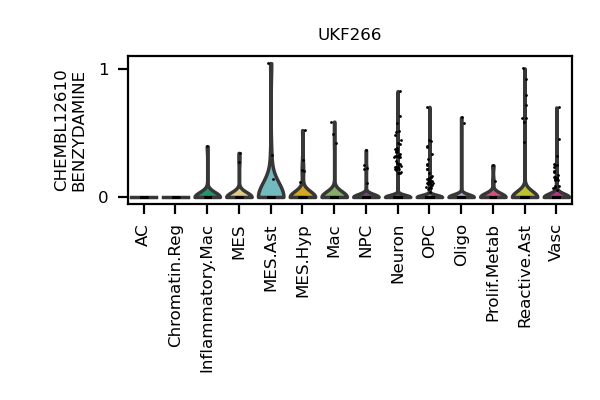 UKF266
CHEMBL12610
BENZYDAMINE
1
0
AC
Chromatin.Reg
Inflammatory.Mac
MES
MES.Ast
MES.Hyp
Mac
NPC
Neuron
OPC
Oligo
Prolif.Metab
Reactive.Ast
Vasc